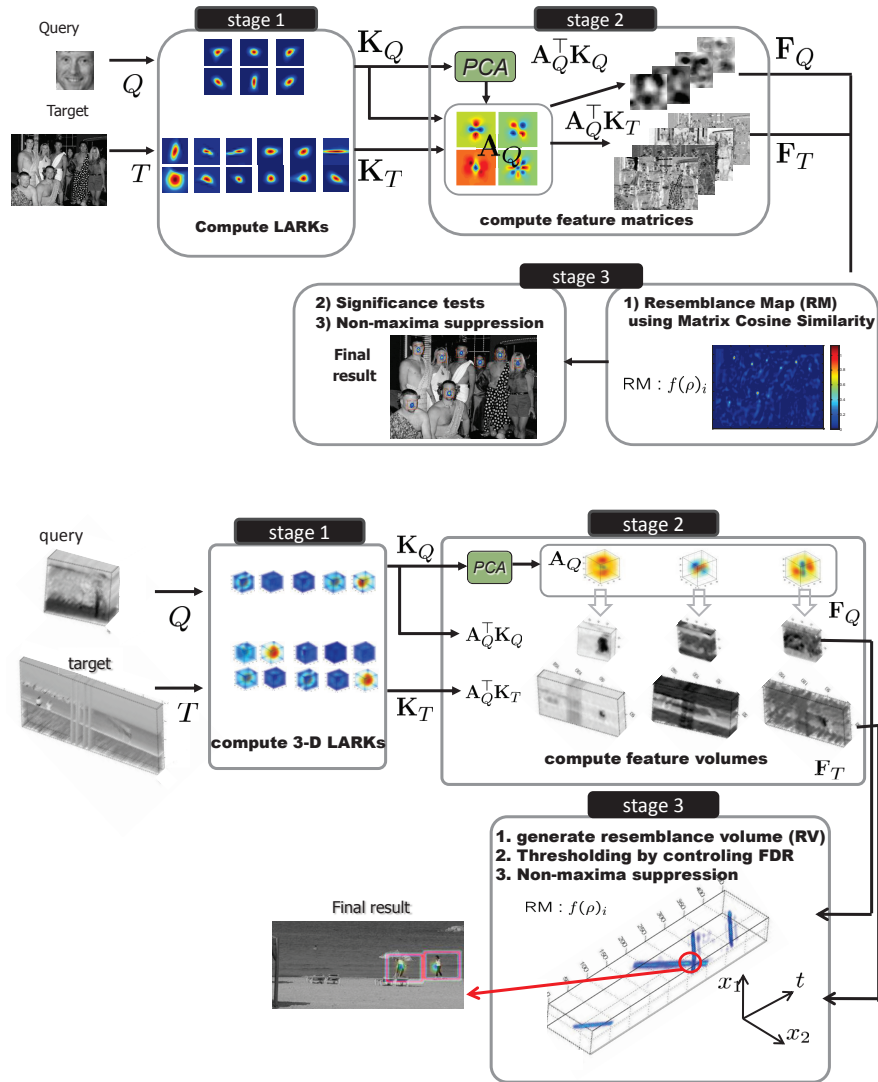 stage 1
stage 2
Query
Q
Target
T
Compute LARKs
K_Q
K_T
PCA
A_Q
A_Q^⊤ K_Q
A_Q^⊤ K_T
compute feature matrices
F_Q
F_T
stage 3
2) Significance tests
3) Non-maxima suppression
Final
result
1) Resemblance Map (RM)
using Matrix Cosine Similarity
RM : f(ρ)_i
query
Q
target
T
stage 1
compute 3-D LARKs
K_Q
K_T
stage 2
PCA
A_Q
A_Q^⊤ K_Q
A_Q^⊤ K_T
F_Q
F_T
compute feature volumes
stage 3
1. generate resemblance volume (RV)
2. Thresholding by controling FDR
3. Non-maxima suppression
RM : f(ρ)_i
Final result
x_1
t
x_2